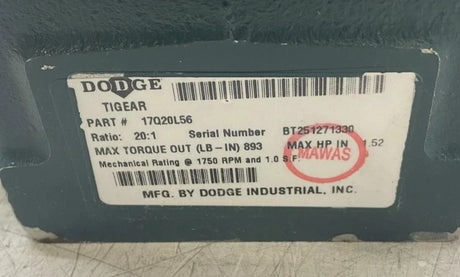 DODGE
TIGEAR
PART # 17Q20L56
Ratio: 20:1 Serial Number BT251271330
MAX TORQUE OUT (LB-IN) 893 MAX HP IN 1.52
Mechanical Rating @ 1750 RPM and 1.0 S.F.
MAWAS
MFG. BY DODGE INDUSTRIAL, INC.